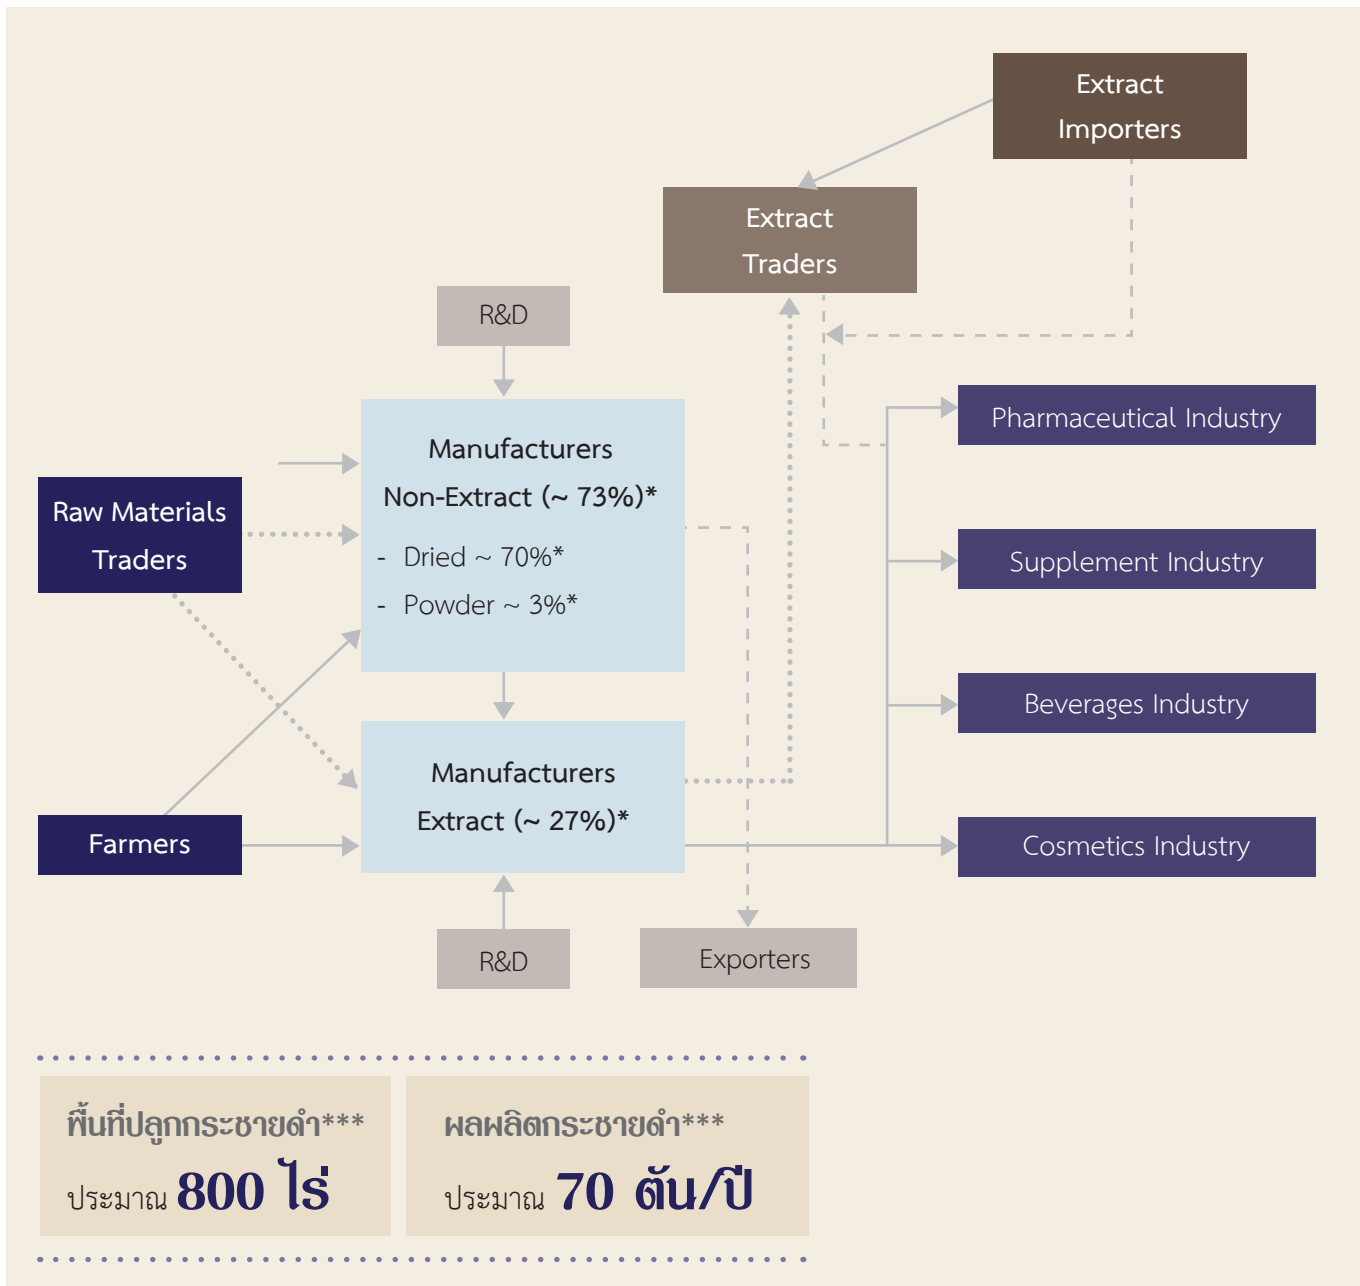 Extract
Importers
Extract
Traders
R&D
Manufacturers
Non-Extract (~ 73%)*
- Dried ~ 70%*
- Powder ~ 3%*
Raw Materials
Traders
Pharmaceutical Industry
Supplement Industry
Beverages Industry
Manufacturers
Extract (~ 27%)*
Farmers
Cosmetics Industry
R&D
Exporters
พื้นที่ปลูกกระชายดำ***
ประมาณ 800 ไร่
ผลผลิตกระชายดำ***
ประมาณ 70 ตัน/ปี